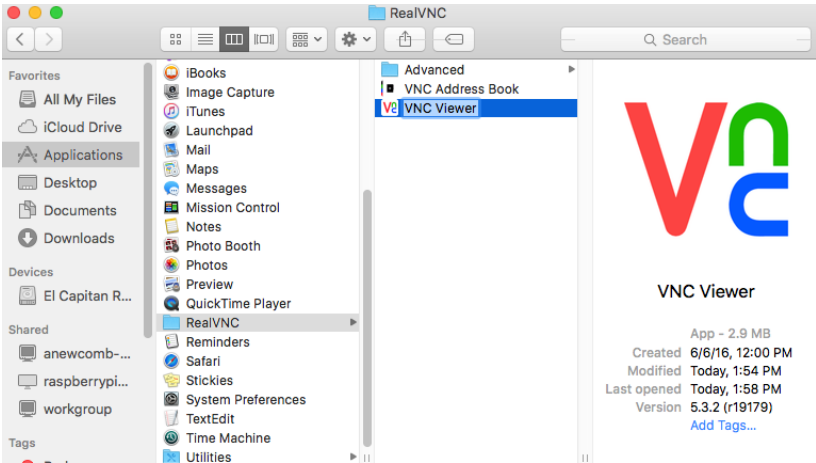 RealVNC
Search
Favorites
All My Files
iCloud Drive
Applications
Desktop
Documents
Downloads
Devices
El Capitan R...
Shared
anewcomb-...
raspberrypi...
workgroup
Tags
iBooks
Image Capture
iTunes
Launchpad
Mail
Maps
Messages
Mission Control
Notes
Photo Booth
Photos
Preview
QuickTime Player
RealVNC
Reminders
Safari
Stickies
System Preferences
TextEdit
Time Machine
Utilities
Advanced
VNC Address Book
VNC Viewer
Vnc
VNC Viewer
App - 2.9 MB
Created 6/6/16, 12:00 PM
Modified Today, 1:54 PM
Last opened Today, 1:58 PM
Version 5.3.2 (r19179)
Add Tags...